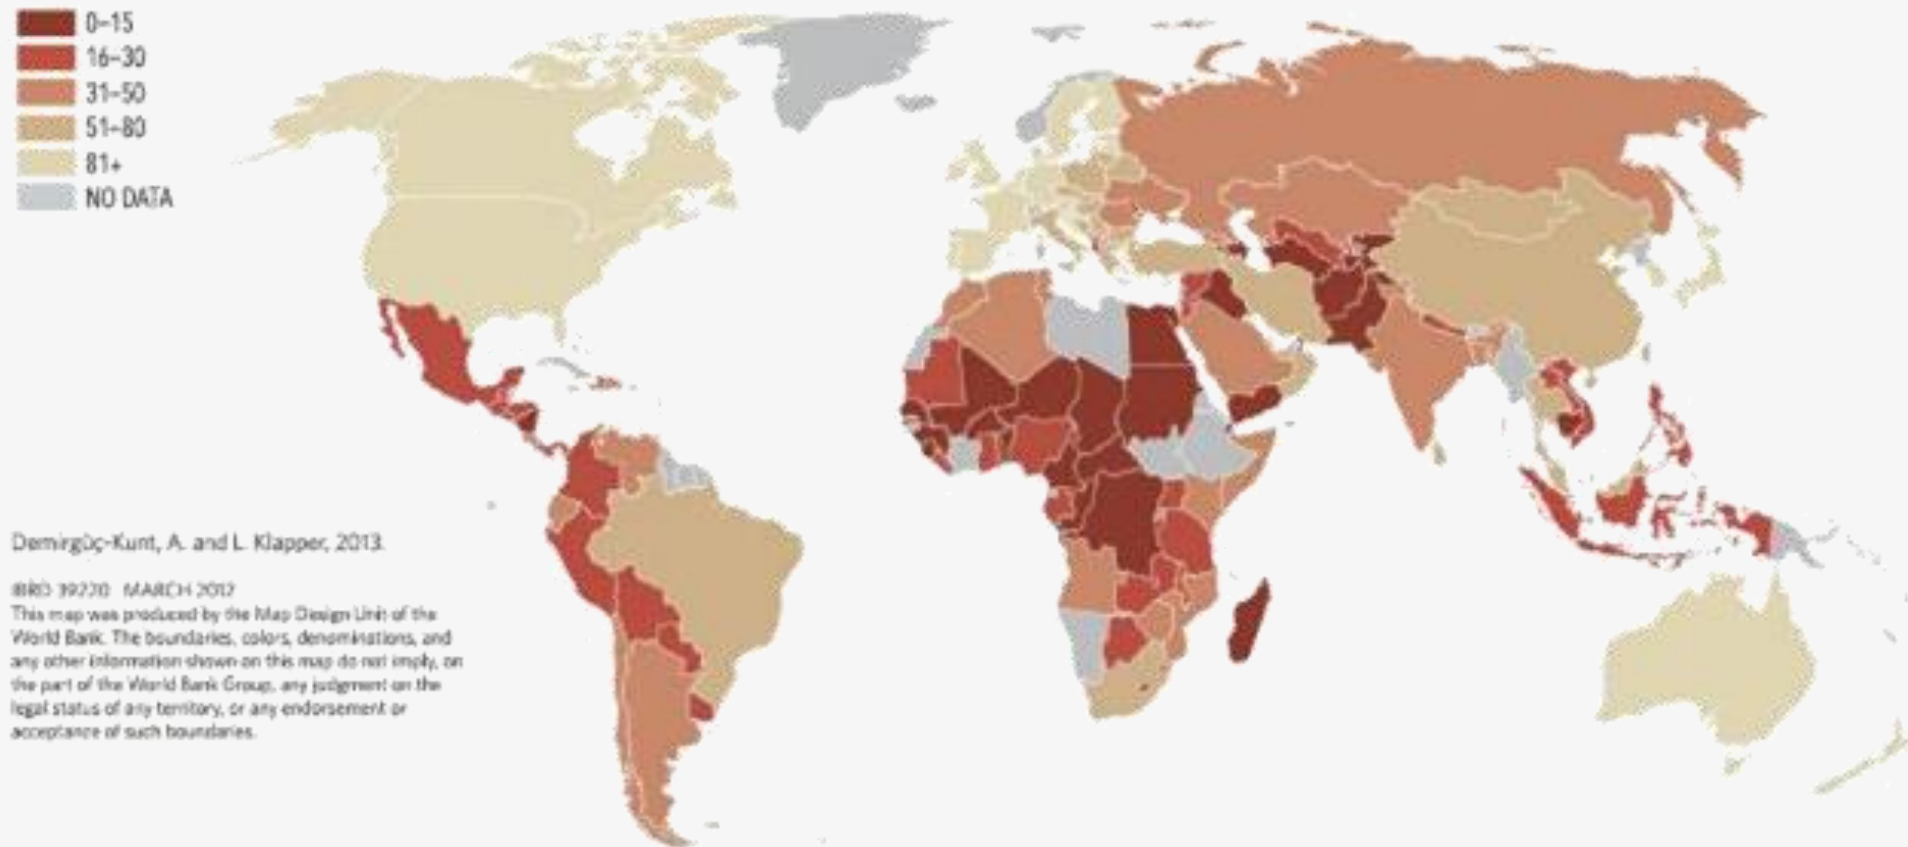 0–15
16–30
31–50
51–80
81+
NO DATA
Demirgüç-Kunt, A. and L. Klapper, 2013.
IBRD 39220 MARCH 2012
This map was produced by the Map Design Unit of the
World Bank. The boundaries, colors, denominations, and
any other information shown on this map do not imply, on
the part of the World Bank Group, any judgment on the
legal status of any territory, or any endorsement or
acceptance of such boundaries.